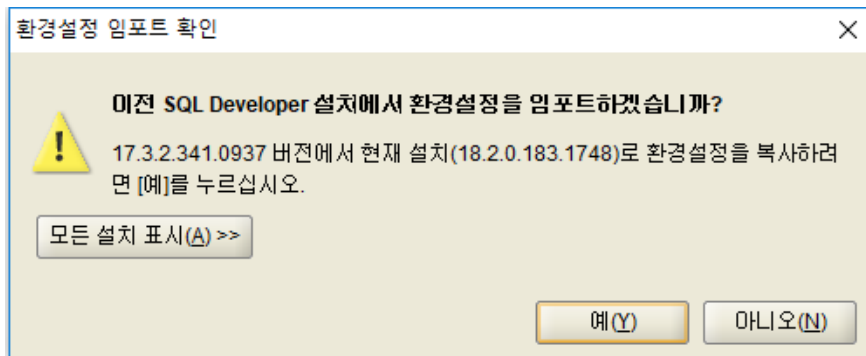 환경설정 임포트 확인
이전 SQL Developer 설치에서 환경설정을 임포트하겠습니까?
17.3.2.341.0937 버전에서 현재 설치(18.2.0.183.1748)로 환경설정을 복사하려
면 [예]를 누르십시오.
모든 설치 표시(A) >>
예(Y) 아니오(N)